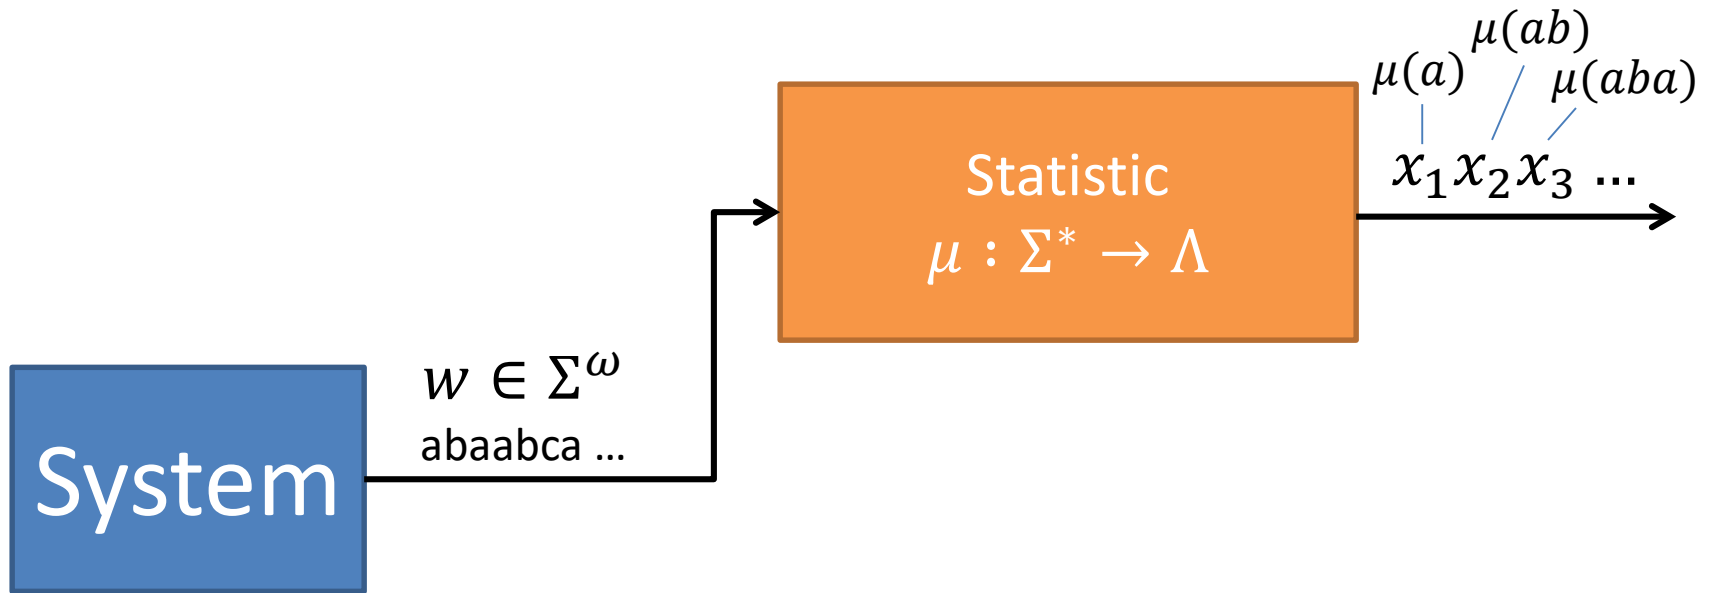 System
w ∈ Σ^ω
abaabca ...
Statistic
μ : Σ* → Λ
μ(a)
μ(ab)
μ(aba)
x₁x₂x₃ ...